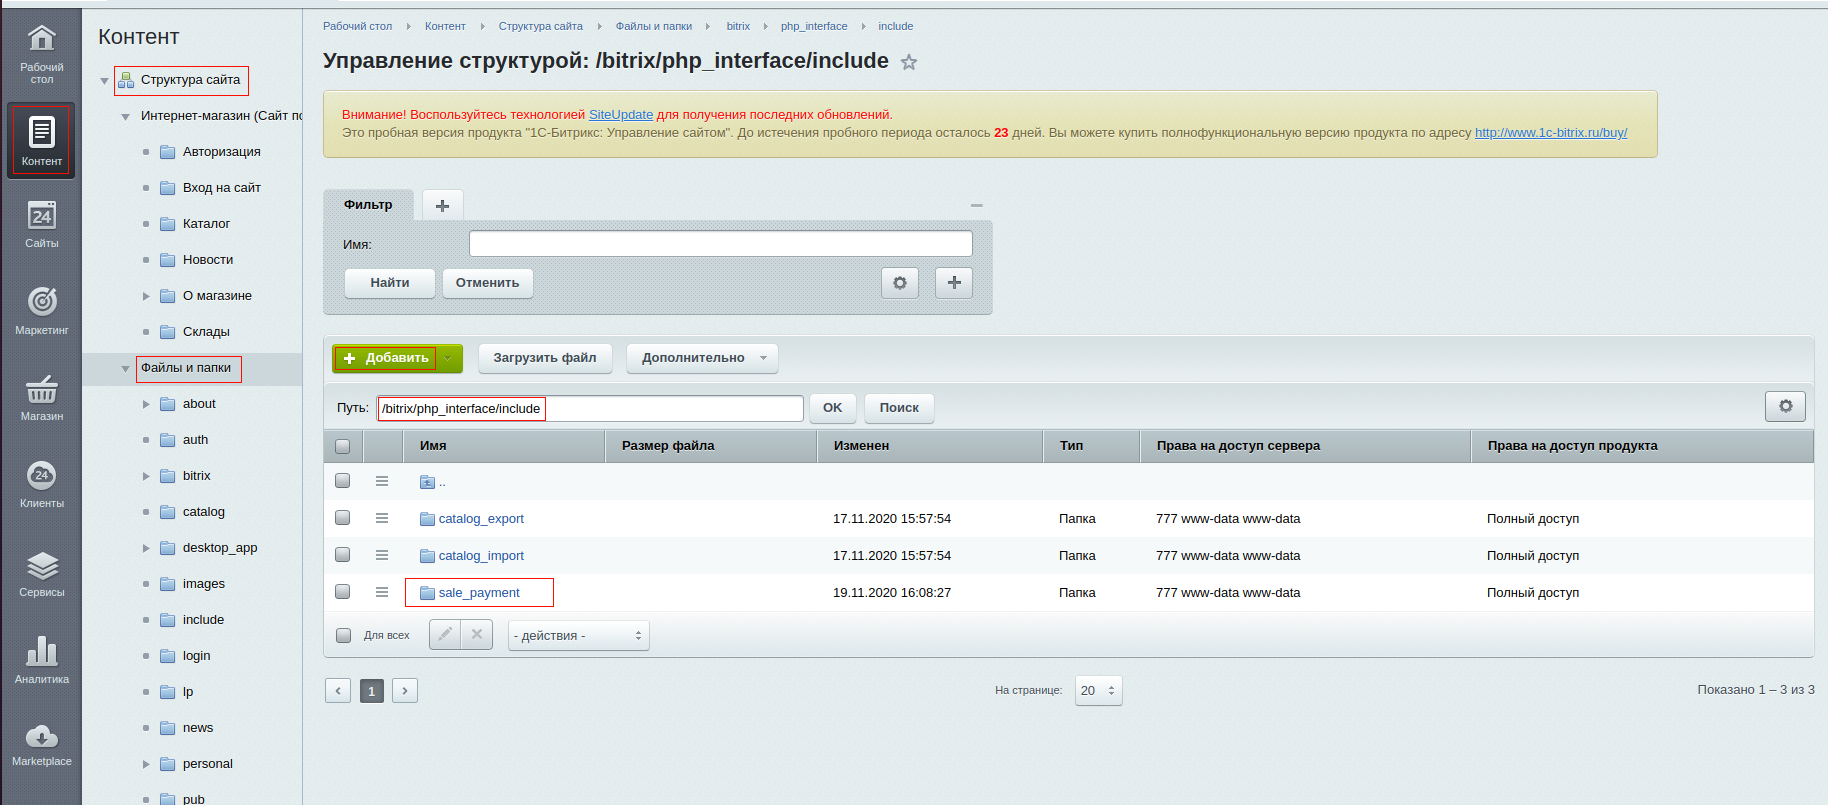 Рабочий
стол
Контент
24
Сайты
Маркетинг
Магазин
24
Клиенты
Сервисы
Аналитика
Marketplace
Контент
Структура сайта
Интернет-магазин (Сайт по
Авторизация
Вход на сайт
Каталог
Новости
О магазине
Склады
Файлы и папки
about
auth
bitrix
catalog
desktop_app
images
include
login
lp
news
personal
pub
Рабочий стол Контент Структура сайта Файлы и папки bitrix php_interface include
Управление структурой: /bitrix/php_interface/include
Внимание! Воспользуйтесь технологией SiteUpdate для получения последних обновлений.
Это пробная версия продукта "1С-Битрикс: Управление сайтом". До истечения пробного периода осталось 23 дней. Вы можете купить полнофункциональную версию продукта по адресу http://www.1c-bitrix.ru/buy/
Фильтр
Имя:
Найти Отменить
Добавить Загрузить файл Дополнительно
Путь: /bitrix/php_interface/include OK Поиск
Имя Размер файла Изменен Тип Права на доступ сервера Права на доступ продукта
..
catalog_export 17.11.2020 15:57:54 Папка 777 www-data www-data Полный доступ
catalog_import 17.11.2020 15:57:54 Папка 777 www-data www-data Полный доступ
sale_payment 19.11.2020 16:08:27 Папка 777 www-data www-data Полный доступ
Для всех - действия -
1 На странице: 20 Показано 1 – 3 из 3